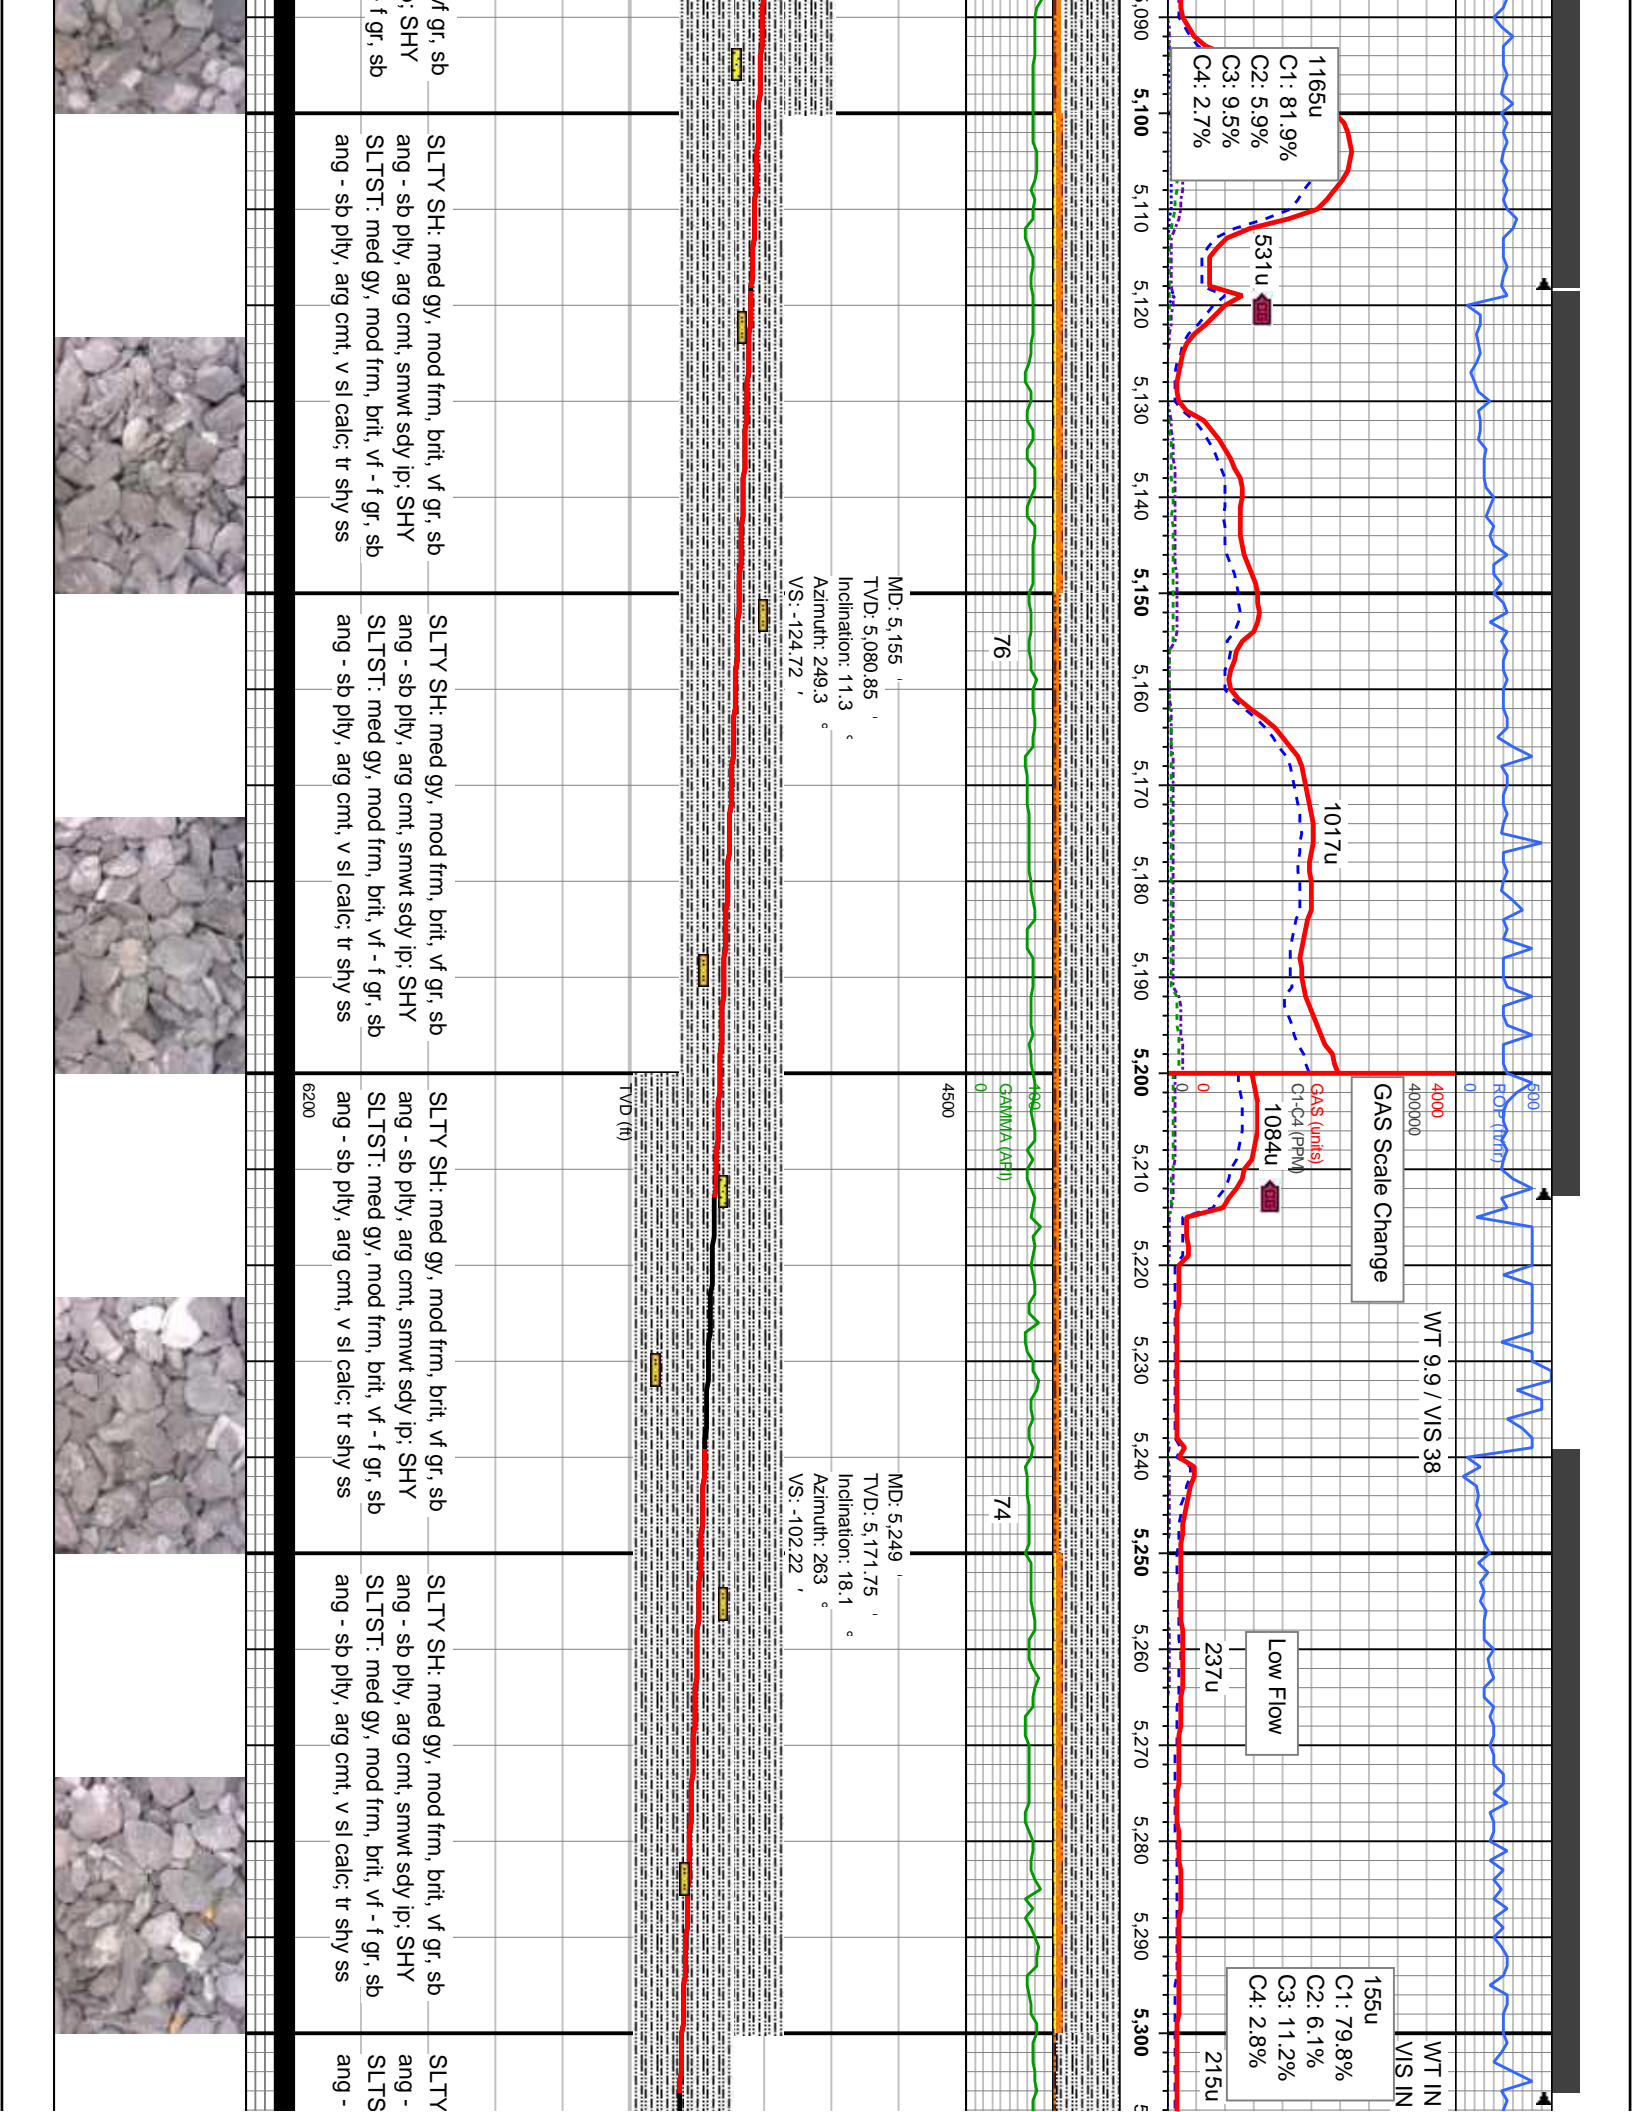 5,090
5,100
5,110
5,120
5,130
5,140
5,150
5,160
5,170
5,180
5,190
5,200
5,210
5,220
5,230
5,240
5,250
5,260
5,270
5,280
5,290
5,300
1165u
C1: 81.9%
C2: 5.9%
C3: 9.5%
C4: 2.7%
531u
CG
1017u
0
ROP (ft/hr)
500
4000
40000
GAS (units)
C1-C4 (PPM)
0
0
GAS Scale Change
1084u
CG
WT 9.9 / VIS 38
Low Flow
237u
155u
C1: 79.8%
C2: 6.1%
C3: 11.2%
C4: 2.8%
WT IN
VIS IN
215u
0
GAMMA (API)
100
76
74
4500
TVD (ft)
6200
MD: 5,155 '
TVD: 5,080.85 '
Inclination: 11.3 °
Azimuth: 249.3 °
VS: -124.72 '
MD: 5,249 '
TVD: 5,171.75 '
Inclination: 18.1 °
Azimuth: 263 °
VS: -102.22 '
vf gr, sb
; SHY
f gr, sb
SLTY SH: med gy, mod frm, brit, vf gr, sb
ang - sb plty, arg cmt, smwt sdy ip; SHY
SLTST: med gy, mod frm, brit, vf - f gr, sb
ang - sb plty, arg cmt, v sl calc; tr shy ss
SLTY SH: med gy, mod frm, brit, vf gr, sb
ang - sb plty, arg cmt, smwt sdy ip; SHY
SLTST: med gy, mod frm, brit, vf - f gr, sb
ang - sb plty, arg cmt, v sl calc; tr shy ss
SLTY SH: med gy, mod frm, brit, vf gr, sb
ang - sb plty, arg cmt, smwt sdy ip; SHY
SLTST: med gy, mod frm, brit, vf - f gr, sb
ang - sb plty, arg cmt, v sl calc; tr shy ss
SLTY SH: med gy, mod frm, brit, vf gr, sb
ang - sb plty, arg cmt, smwt sdy ip; SHY
SLTST: med gy, mod frm, brit, vf - f gr, sb
ang - sb plty, arg cmt, v sl calc; tr shy ss
SLTY
ang -
SLTS
ang -